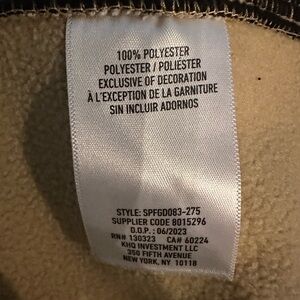 100% POLYESTER
POLYESTER / POLIÉSTER
EXCLUSIVE OF DECORATION
À L'EXCEPTION DE LA GARNITURE
SIN INCLUIR ADORNOS
STYLE: SPFGD083-275
SUPPLIER CODE 8015296
D.O.P. : 06/2023
RN# 130323 CA# 60224
KHQ INVESTMENT LLC
350 FIFTH AVENUE
NEW YORK, NY 10118